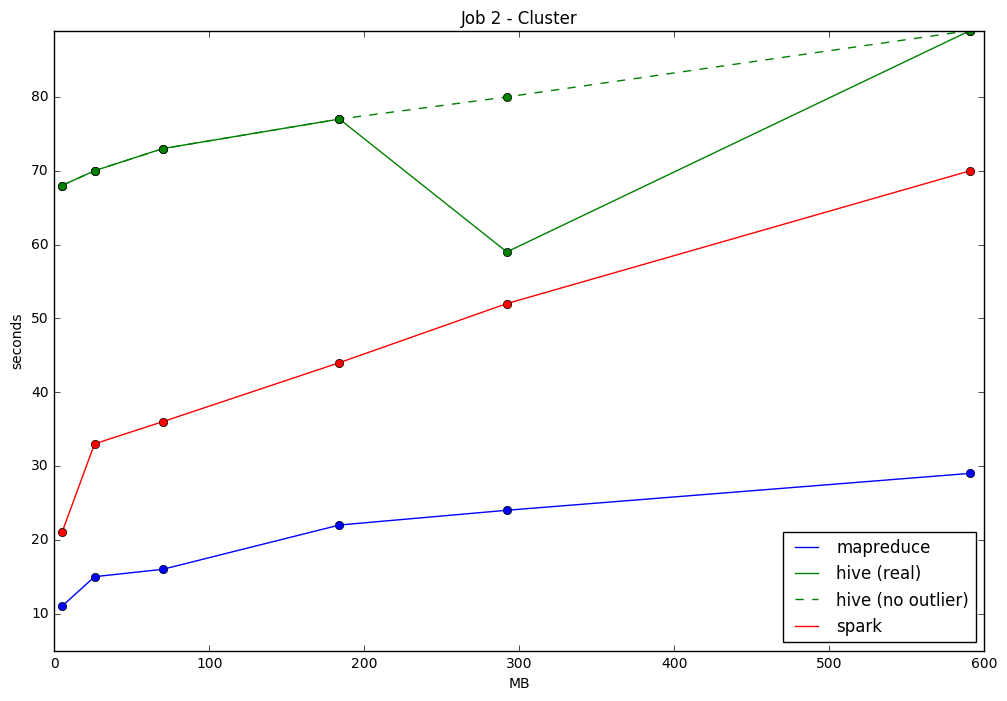 Job 2 - Cluster
seconds
80
70
60
50
40
30
20
10
0 100 200 300 400 500 600
MB
mapreduce
hive (real)
hive (no outlier)
spark